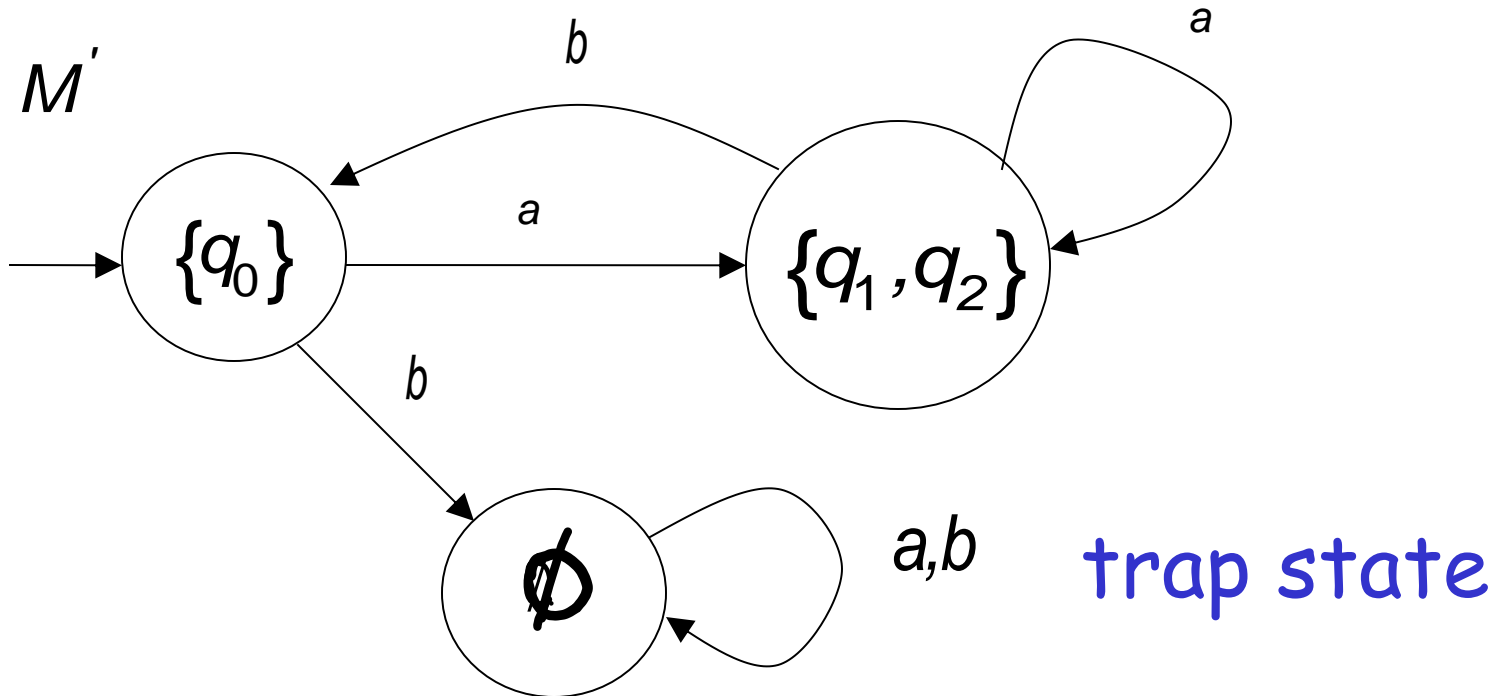 M'
b
a
{q₀}
a
{q₁,q₂}
b
∅
a,b
trap state